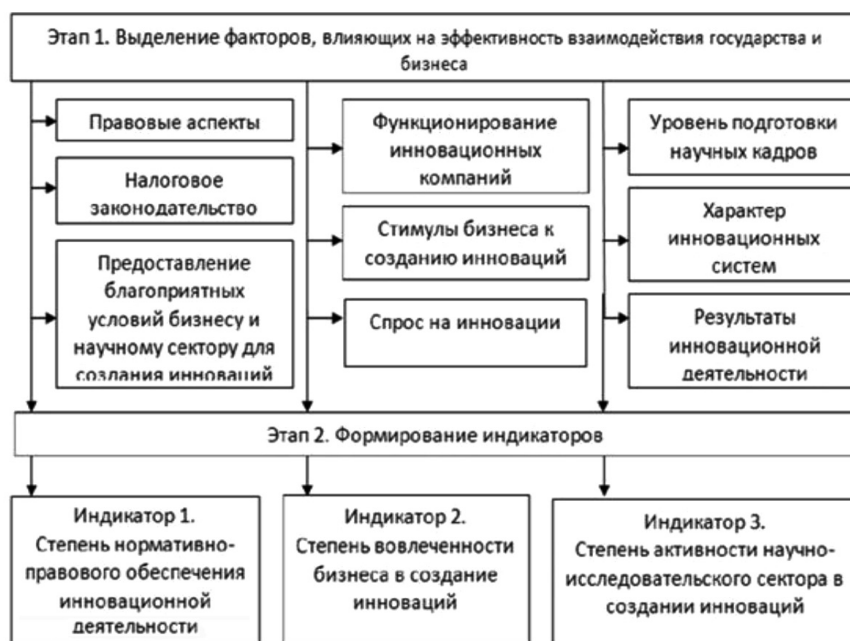 Этап 1. Выделение факторов, влияющих на эффективность взаимодействия государства и
бизнеса
Правовые аспекты
Налоговое
законодательство
Предоставление
благоприятных
условий бизнесу и
научному сектору для
создания инноваций
Функционирование
инновационных
компаний
Стимулы бизнеса к
созданию инноваций
Спрос на инновации
Уровень подготовки
научных кадров
Характер
инновационных
систем
Результаты
инновационной
деятельности
Этап 2. Формирование индикаторов
Индикатор 1.
Степень нормативно-
правового обеспечения
инновационной
деятельности
Индикатор 2.
Степень вовлеченности
бизнеса в создание
инноваций
Индикатор 3.
Степень активности научно-
исследовательского сектора в
создании инноваций